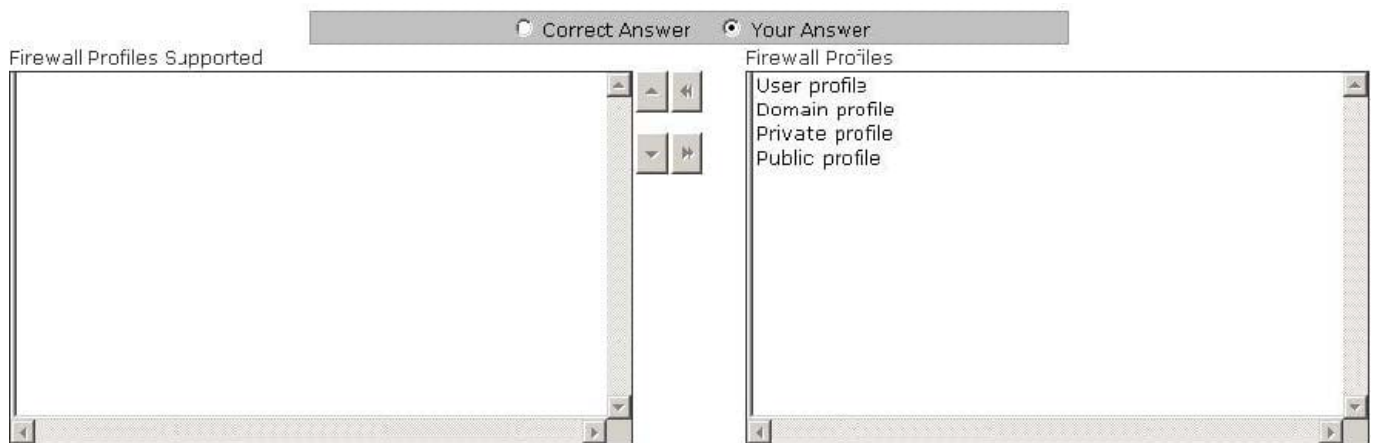 Correct Answer Your Answer
Firewall Profiles Supported
Firewall Profiles
User profile
Domain profile
Private profile
Public profile